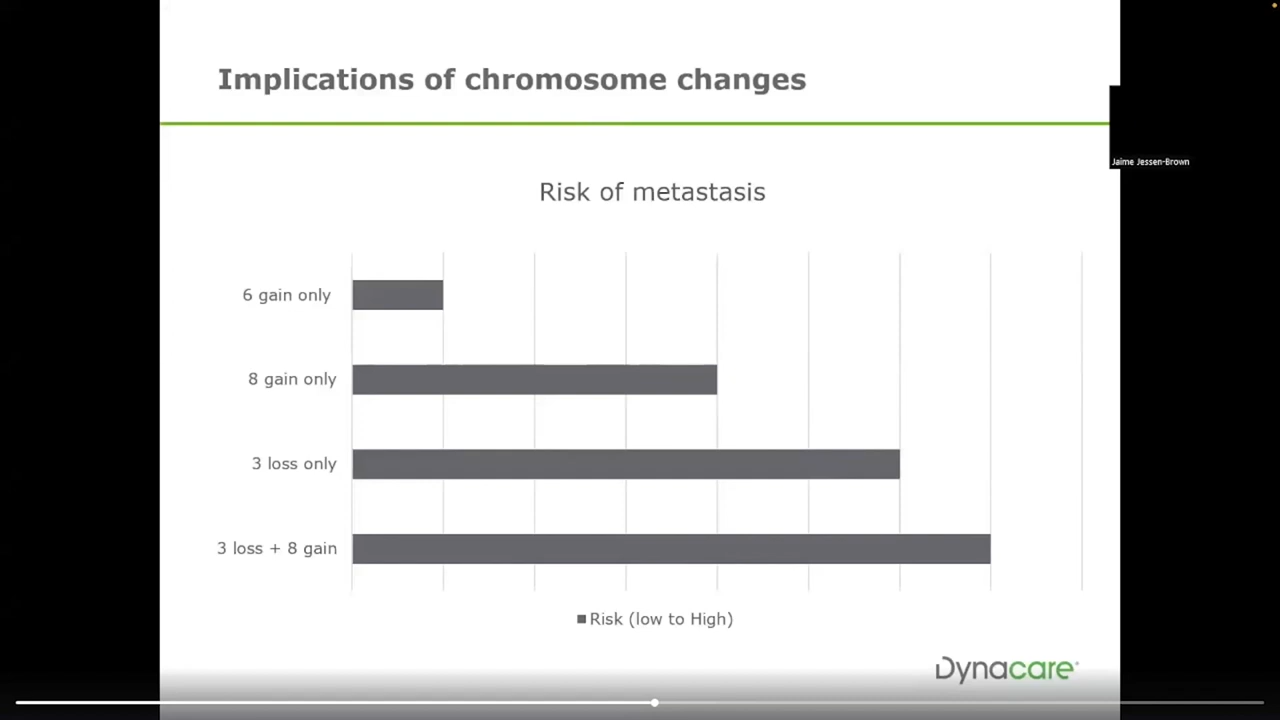 Implications of chromosome changes
Jaime Jessen-Brown
Risk of metastasis
6 gain only
8 gain only
3 loss only
3 loss + 8 gain
Risk (low to High)
Dynacare